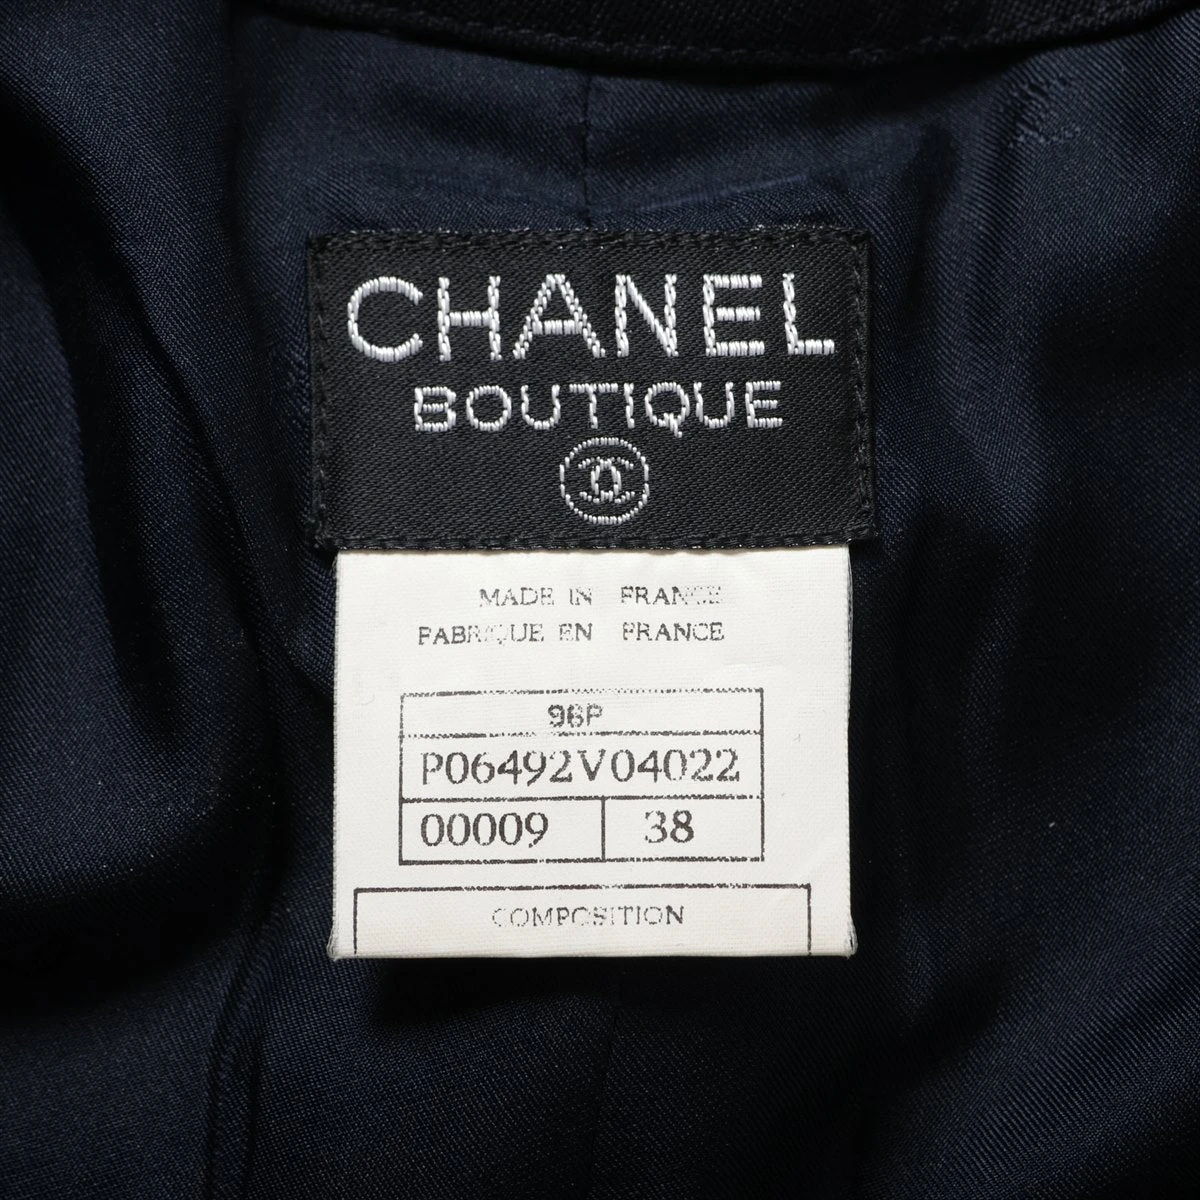 CHANEL
BOUTIQUE
MADE IN FRANCE
FABRIQUE EN FRANCE
96P
P06492V04022
00009 38
COMPOSITION